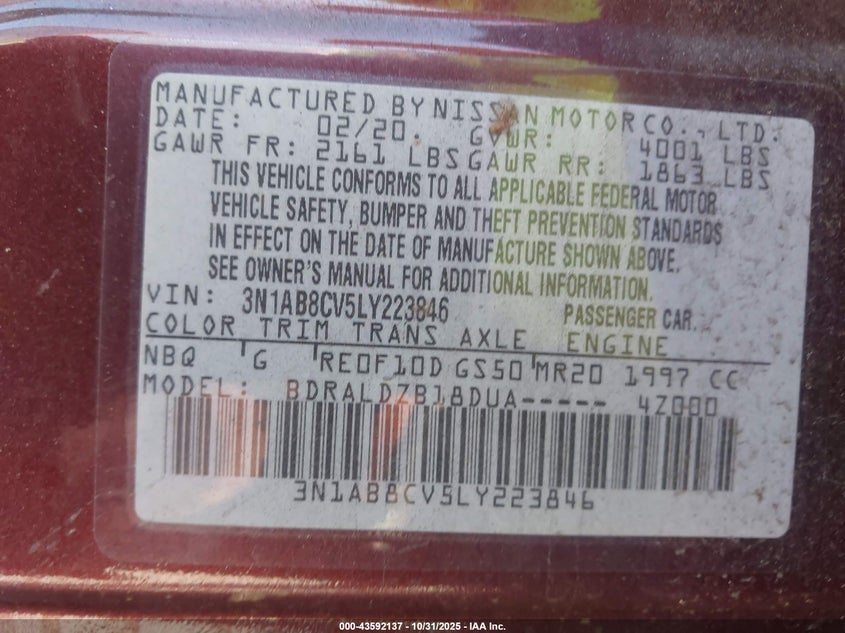 MANUFACTURED BY NISSAN MOTOR CO., LTD.
DATE: 02/20. GVWR: 4001 LBS
GAWR FR: 2161 LBS GAWR RR: 1863 LBS
THIS VEHICLE CONFORMS TO ALL APPLICABLE FEDERAL MOTOR
VEHICLE SAFETY, BUMPER AND THEFT PREVENTION STANDARDS
IN EFFECT ON THE DATE OF MANUFACTURE SHOWN ABOVE.
SEE OWNER'S MANUAL FOR ADDITIONAL INFORMATION.
VIN: 3N1AB8CV5LY223846 PASSENGER CAR.
COLOR TRIM TRANS AXLE ENGINE
NBQ 'G 'RE0F10D GS50'MR20 1997 CC
MODEL: BDRALDZB18DUA----- 4Z000
3N1AB8CV5LY223846
000-43592137 - 10/31/2025 - IAA Inc.